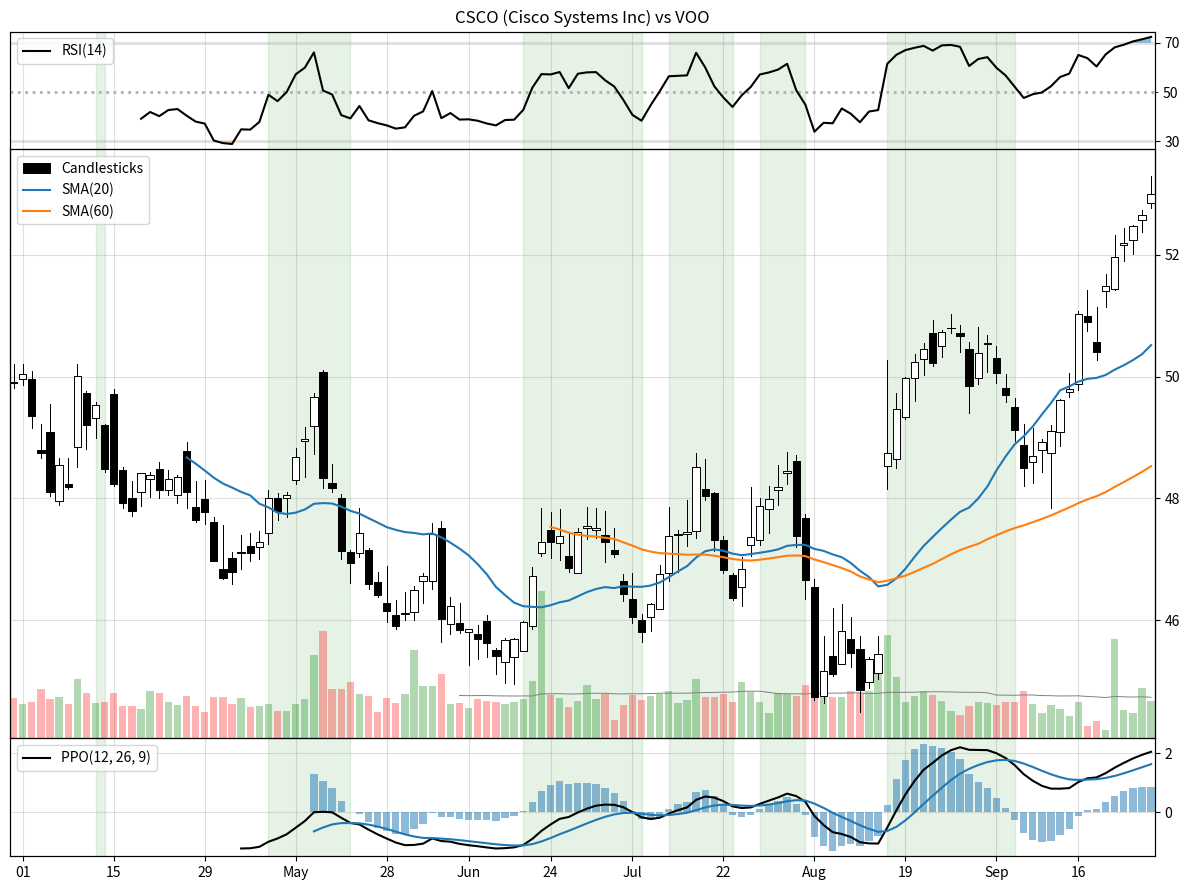 CSCO (Cisco Systems Inc) vs VOO
RSI(14)
70
50
30
Candlesticks
SMA(20)
SMA(60)
52
50
48
46
PPO(12, 26, 9)
2
0
01 15 29 May 28 Jun 24 Jul 22 Aug 19 Sep 16